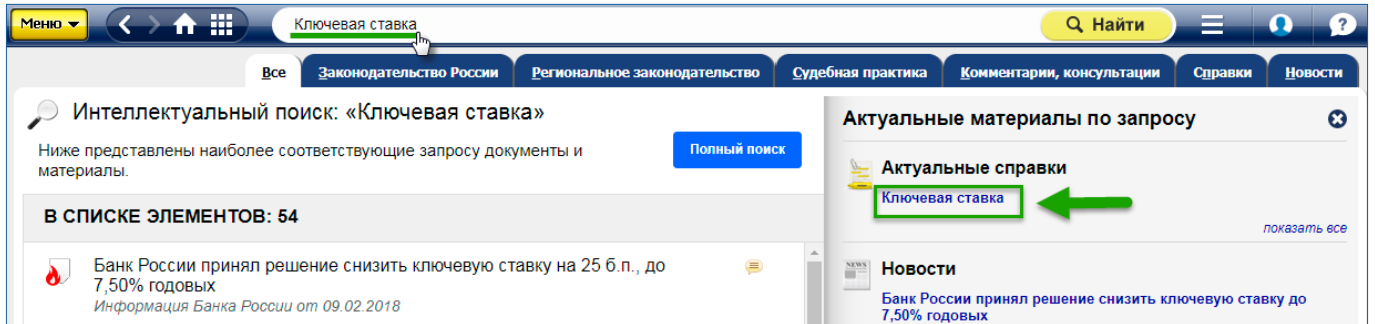 Меню
Ключевая ставка
Найти
?
Все
Законодательство России
Региональное законодательство
Судебная практика
Комментарии, консультации
Справки
Новости
Интеллектуальный поиск: «Ключевая ставка»
Ниже представлены наиболее соответствующие запросу документы и
материалы.
Полный поиск
В СПИСКЕ ЭЛЕМЕНТОВ: 54
Банк России принял решение снизить ключевую ставку на 25 б.п., до
7,50% годовых
Информация Банка России от 09.02.2018
Актуальные материалы по запросу
Актуальные справки
Ключевая ставка
показать все
NEWS
Новости
Банк России принял решение снизить ключевую ставку до
7,50% годовых